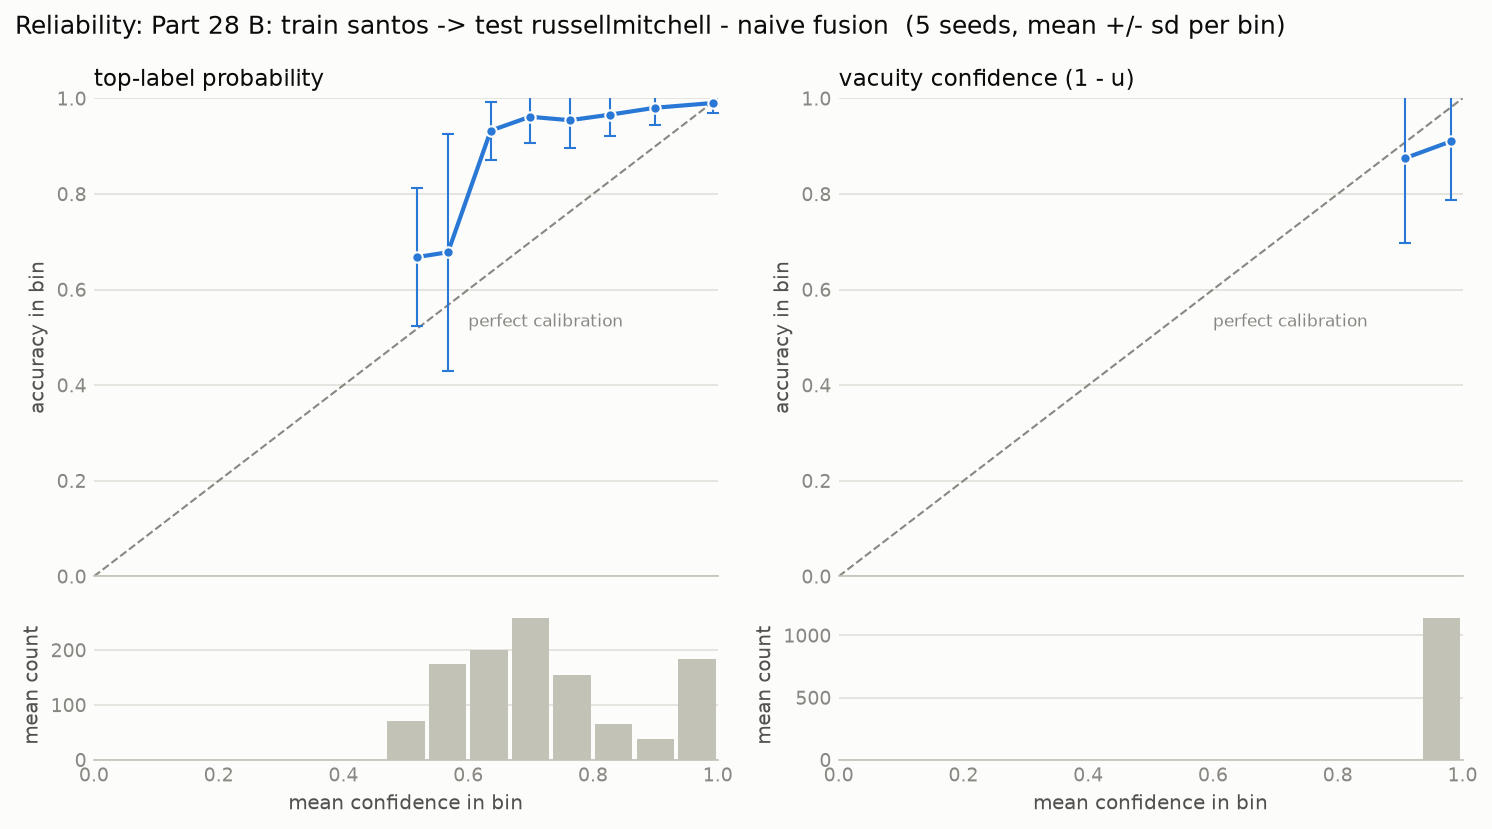 Reliability: Part 28 B: train santos -> test russellmitchell - naive fusion  (5 seeds, mean +/- sd per bin)
top-label probability
1.0
0.8
0.6
0.4
0.2
0.0
accuracy in bin
perfect calibration
vacuity confidence (1 - u)
1.0
0.8
0.6
0.4
0.2
0.0
accuracy in bin
perfect calibration
200
100
0
mean count
0.0 0.2 0.4 0.6 0.8 1.0
mean confidence in bin
1000
500
0
mean count
0.0 0.2 0.4 0.6 0.8 1.0
mean confidence in bin